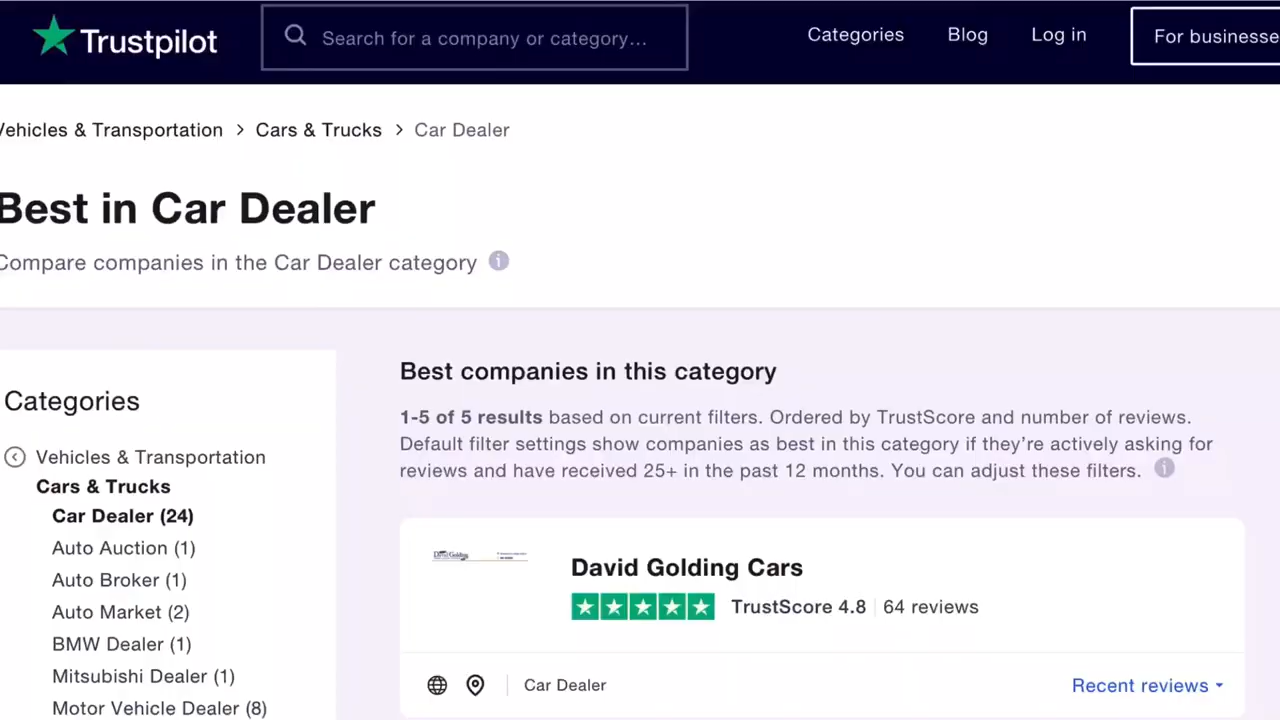 Trustpilot
Search for a company or category...
Categories
Blog
Log in
For businesse
Vehicles & Transportation > Cars & Trucks > Car Dealer
Best in Car Dealer
Compare companies in the Car Dealer category
Categories
Vehicles & Transportation
Cars & Trucks
Car Dealer (24)
Auto Auction (1)
Auto Broker (1)
Auto Market (2)
BMW Dealer (1)
Mitsubishi Dealer (1)
Motor Vehicle Dealer (8)
Best companies in this category
1-5 of 5 results based on current filters. Ordered by TrustScore and number of reviews.
Default filter settings show companies as best in this category if they're actively asking for
reviews and have received 25+ in the past 12 months. You can adjust these filters.
David Golding
David Golding Cars
TrustScore 4.8 | 64 reviews
Car Dealer
Recent reviews